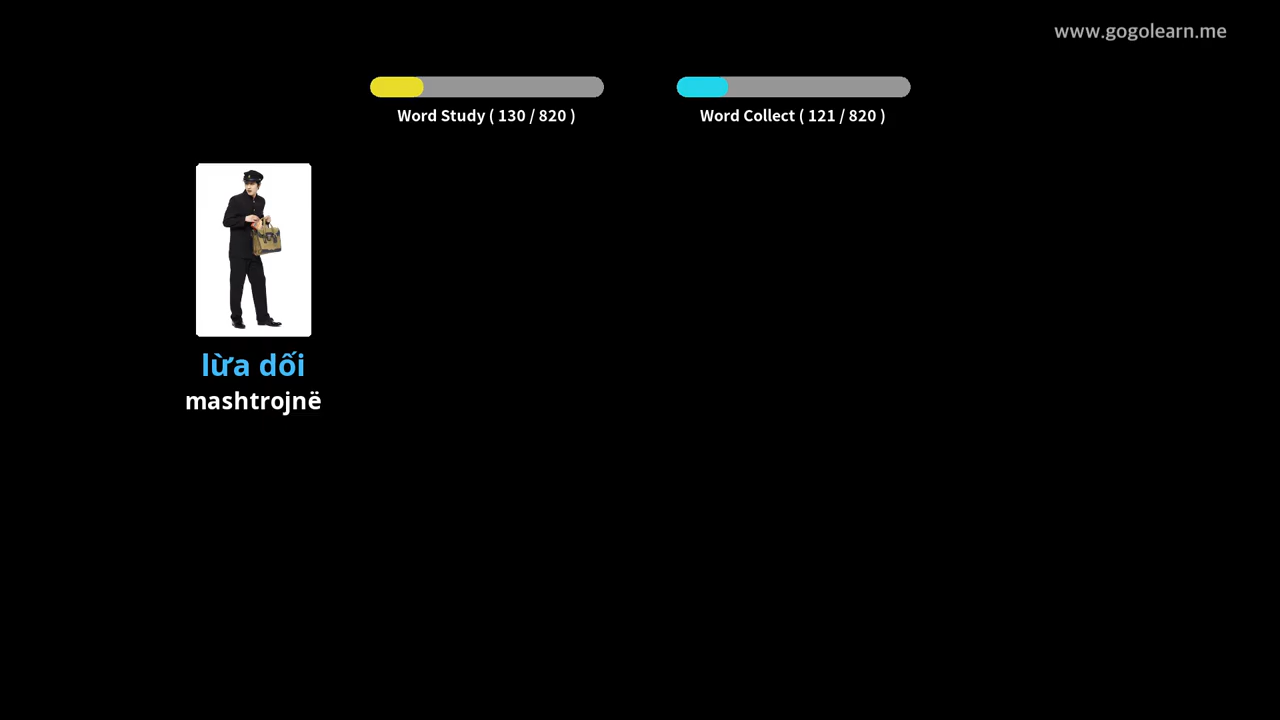 www.gogolearn.me
Word Study ( 130 / 820 )
Word Collect ( 121 / 820 )
lừa dối
mashtrojnë